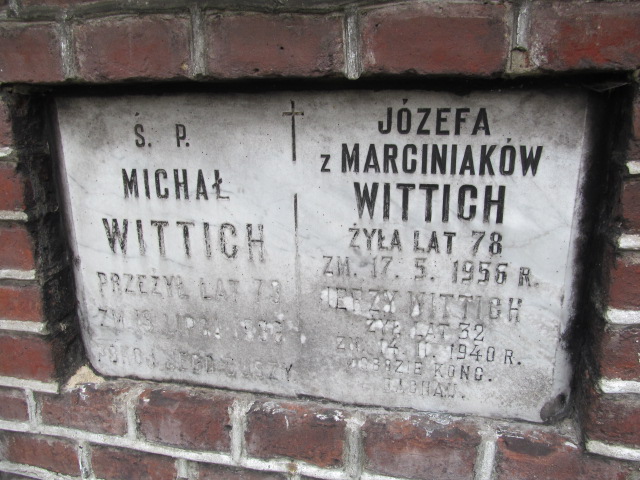 Ś. P.
MICHAŁ
WITTICH
PRZEŻYŁ LAT
ZM. 19 LIPCA
POKÓJ JEGO DUSZY
JÓZEFA
z MARCINIAKÓW
WITTICH
ŻYŁA LAT 78
ZM. 17. 5. 1956 R.
JERZY WITTICH
ŻYŁ LAT 32
ZM. 14. 1940 R.
W OBOZIE KONC.
DACHAU.